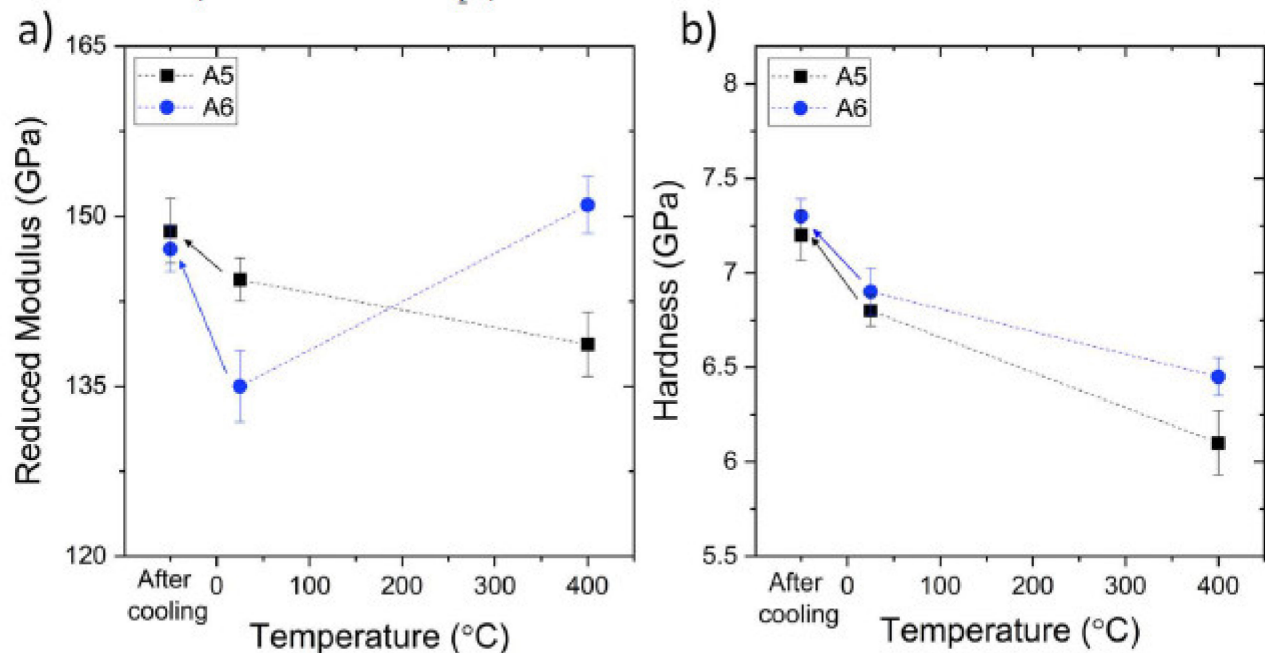 a)
165
150
135
120
Reduced Modulus (GPa)
A5
A6
After
cooling
0
100
200
300
400
Temperature (°C)
b)
8
7.5
7
6.5
6
5.5
Hardness (GPa)
A5
A6
After
cooling
0
100
200
300
400
Temperature (°C)